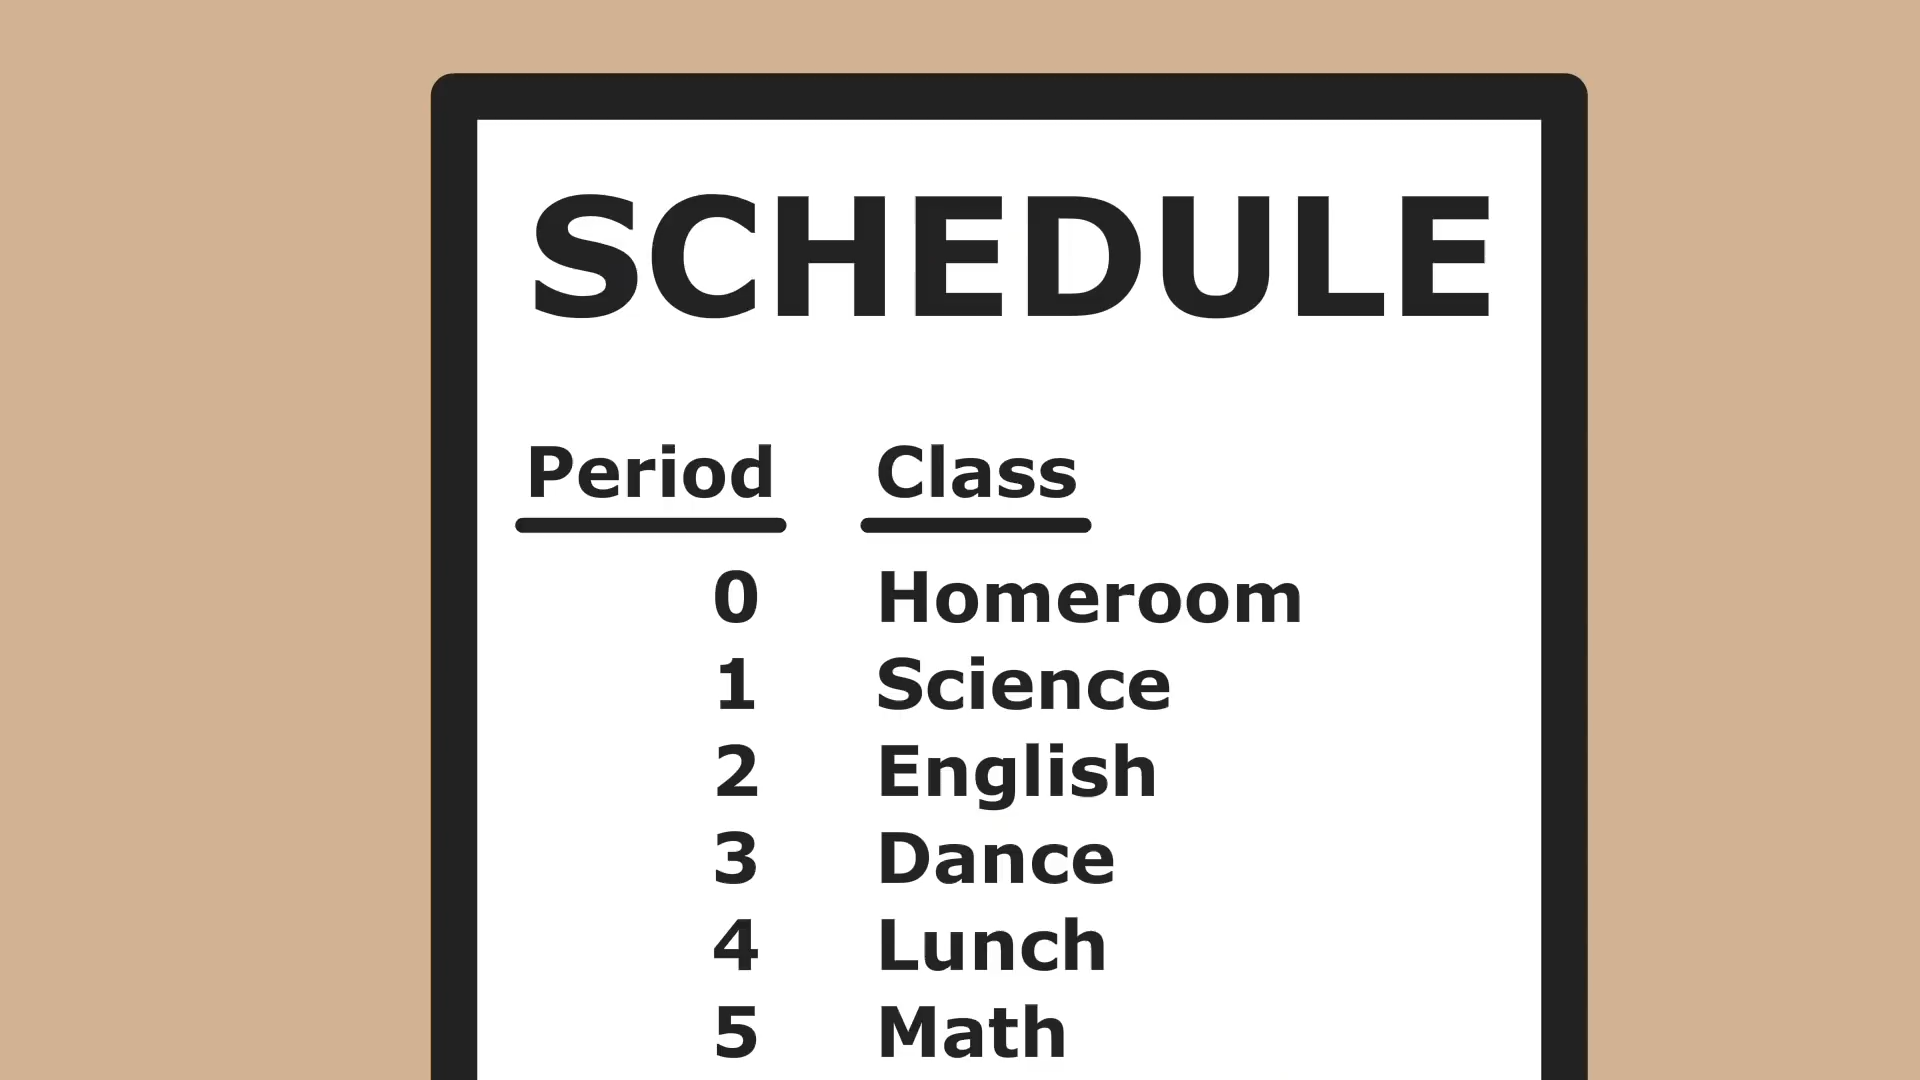 SCHEDULE
Period Class
0 Homeroom
1 Science
2 English
3 Dance
4 Lunch
5 Math